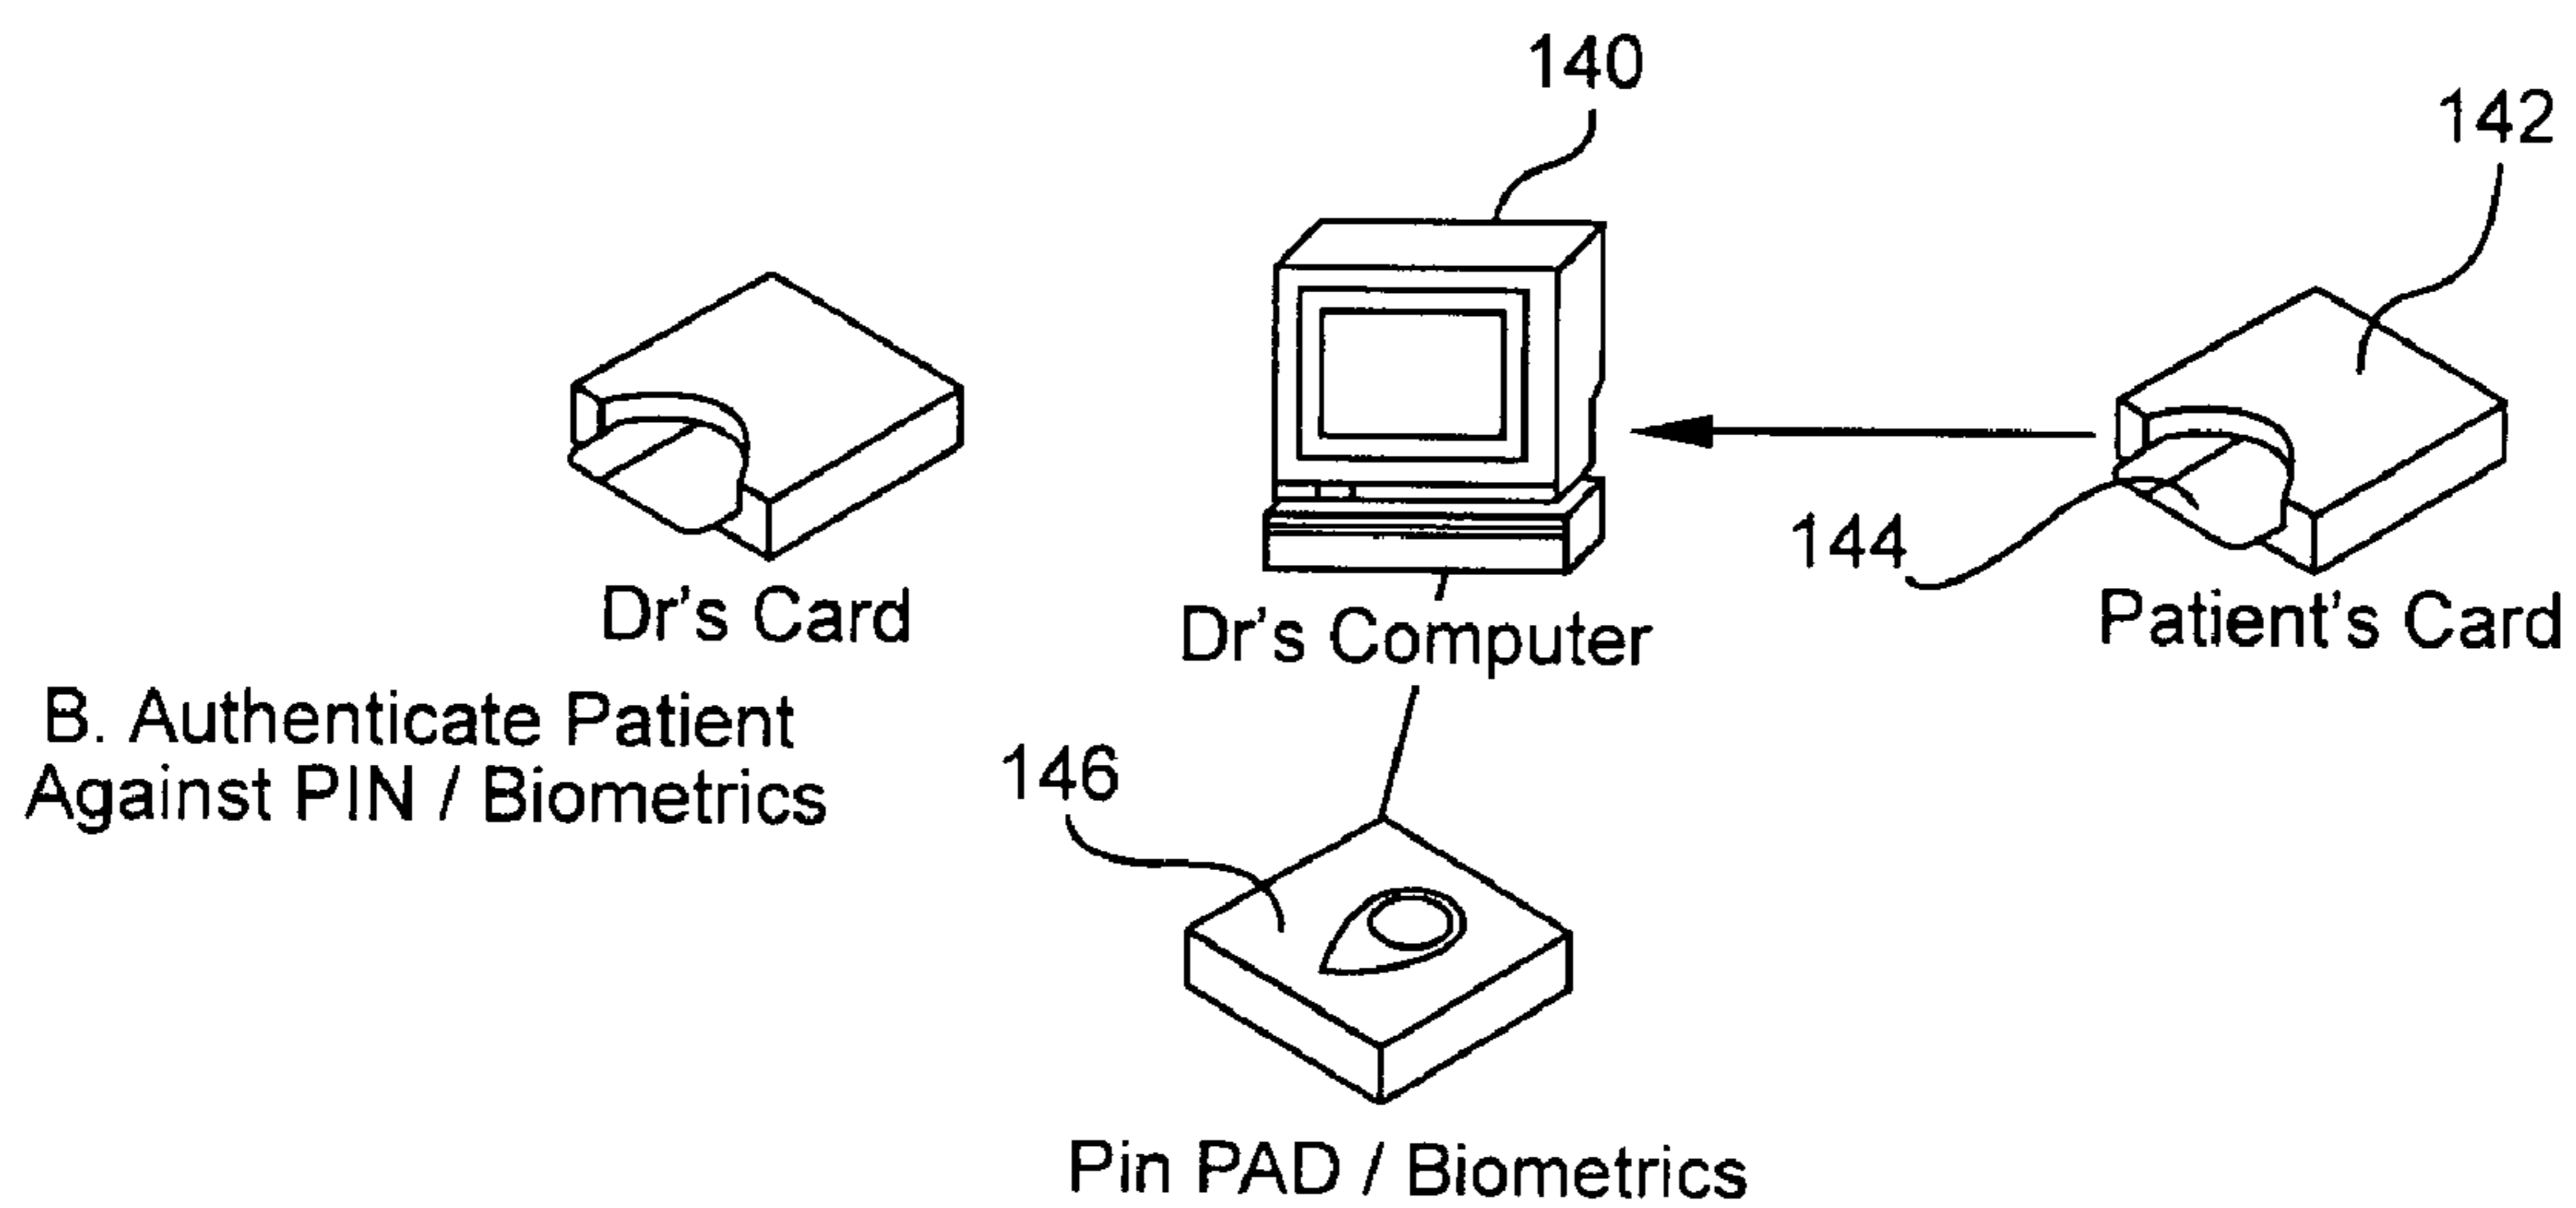 140
142
144
Dr's Card
Dr's Computer
Patient's Card
B. Authenticate Patient
Against PIN / Biometrics
146
Pin PAD / Biometrics